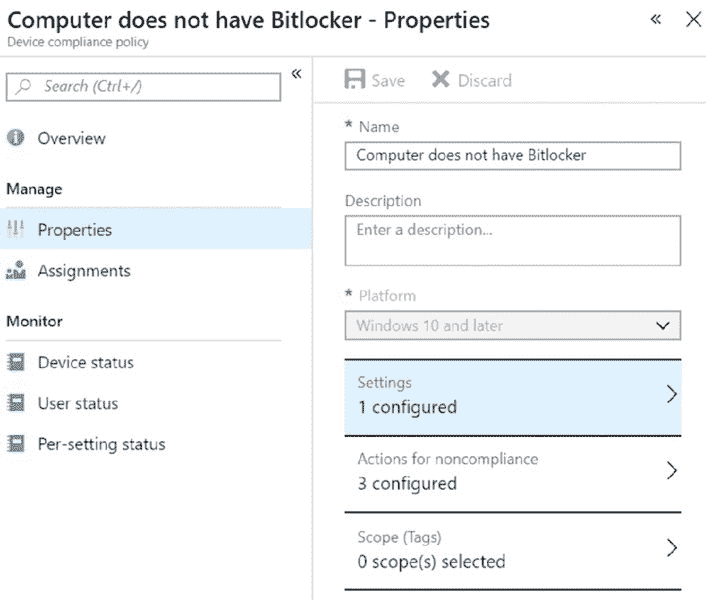 Computer does not have Bitlocker - Properties
Device compliance policy
Search (Ctrl+/)
Overview
Manage
Properties
Assignments
Monitor
Device status
User status
Per-setting status
Save Discard
* Name
Computer does not have Bitlocker
Description
Enter a description...
* Platform
Windows 10 and later
Settings
1 configured
Actions for noncompliance
3 configured
Scope (Tags)
0 scope(s) selected